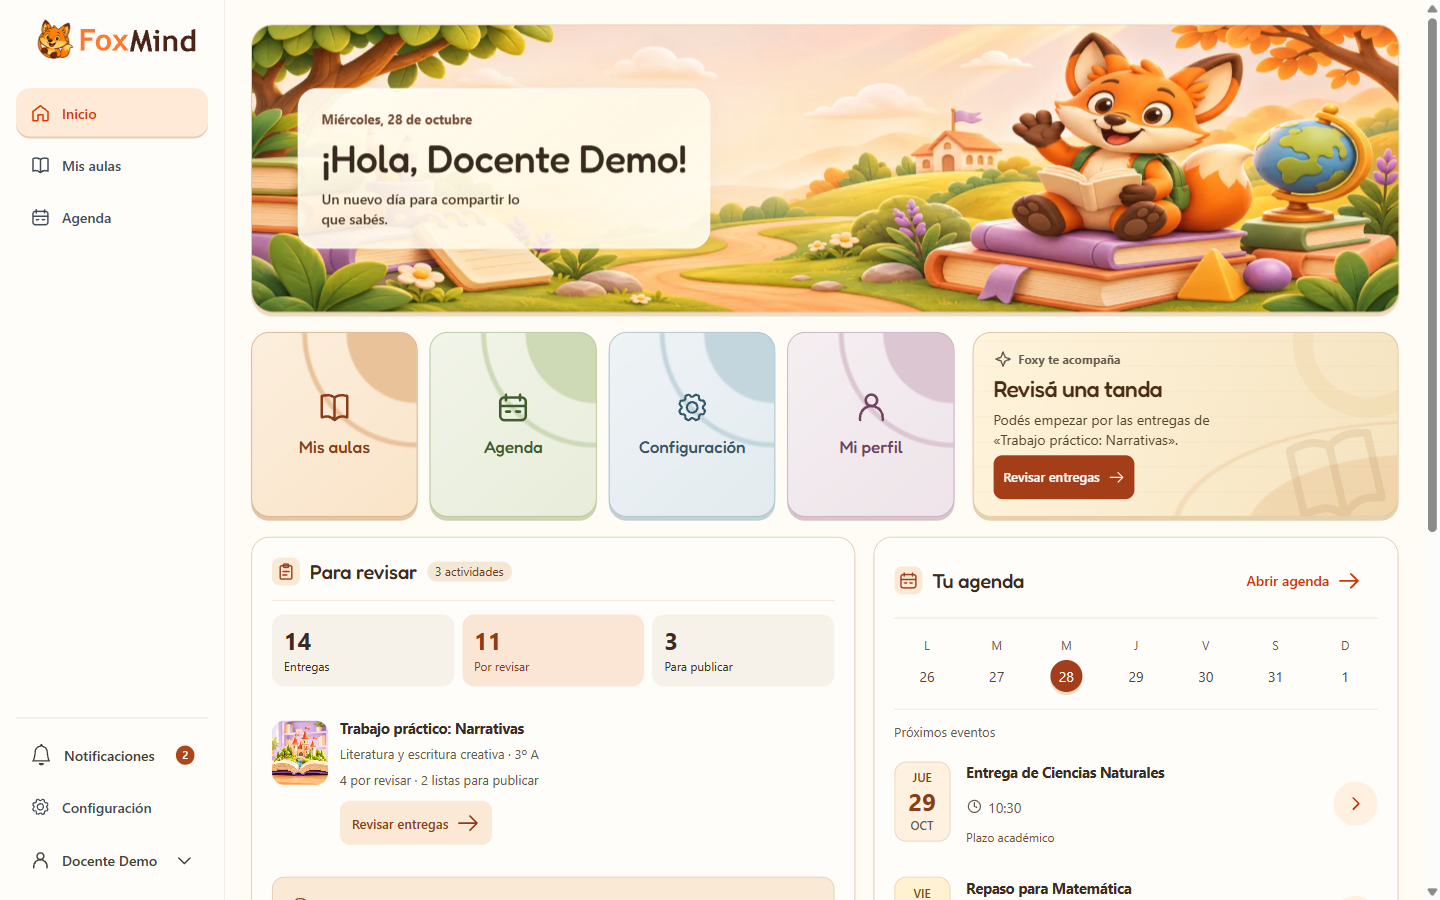 FoxMind
Inicio
Mis aulas
Agenda
Notificaciones 2
Configuración
Docente Demo
Miércoles, 28 de octubre
¡Hola, Docente Demo!
Un nuevo día para compartir lo
que sabés.
Mis aulas
Agenda
Configuración
Mi perfil
Foxy te acompaña
Revisá una tanda
Podés empezar por las entregas de
«Trabajo práctico: Narrativas».
Revisar entregas
Para revisar 3 actividades
14
Entregas
11
Por revisar
3
Para publicar
Trabajo práctico: Narrativas
Literatura y escritura creativa · 3º A
4 por revisar · 2 listas para publicar
Revisar entregas
Tu agenda
Abrir agenda
L M M J V S D
26 27 28 29 30 31 1
Próximos eventos
JUE
29
OCT
Entrega de Ciencias Naturales
10:30
Plazo académico
VIE
Repaso para Matemática